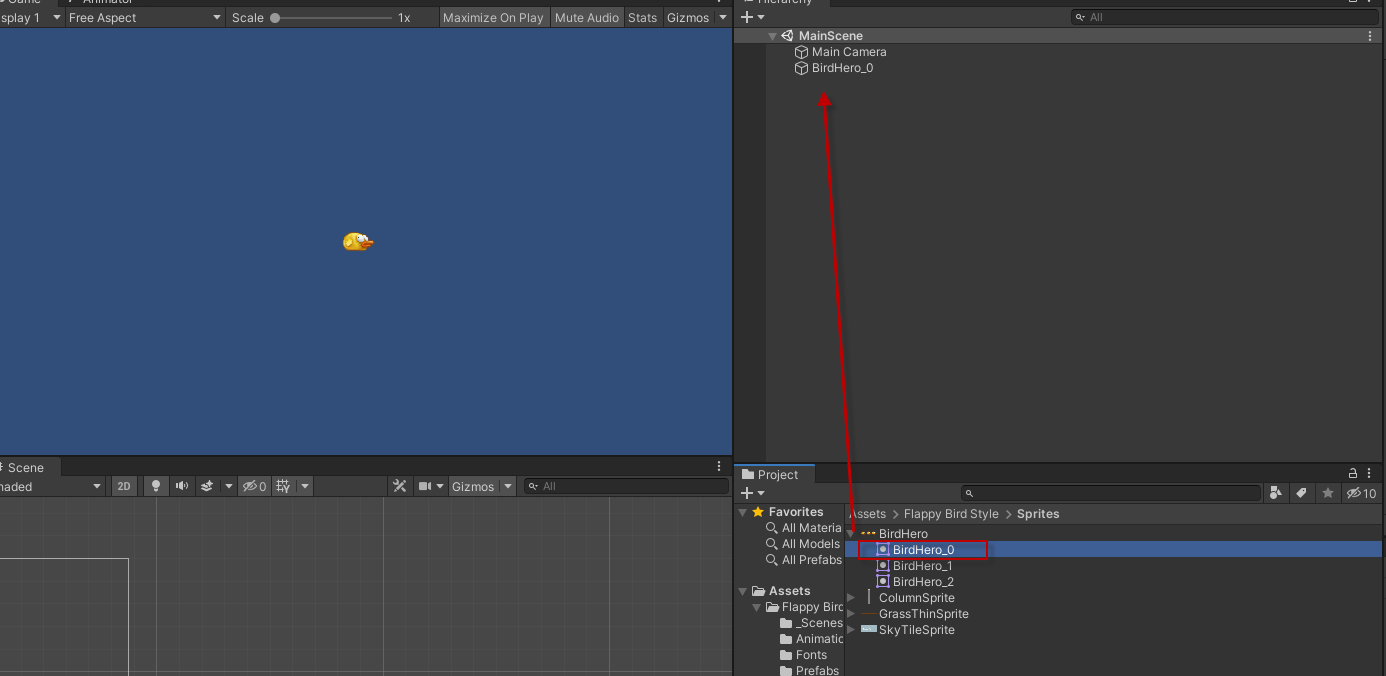 Game
Animator
Hierarchy
splay 1
Free Aspect
Scale
1x
Maximize On Play
Mute Audio
Stats
Gizmos
All
MainScene
Main Camera
BirdHero_0
Scene
haded
2D
0
Gizmos
All
Project
10
Favorites
All Materia
All Models
All Prefabs
Assets
Flappy Bird
_Scenes
Animatio
Fonts
Prefabs
Assets > Flappy Bird Style > Sprites
BirdHero
BirdHero_0
BirdHero_1
BirdHero_2
ColumnSprite
GrassThinSprite
SkyTileSprite